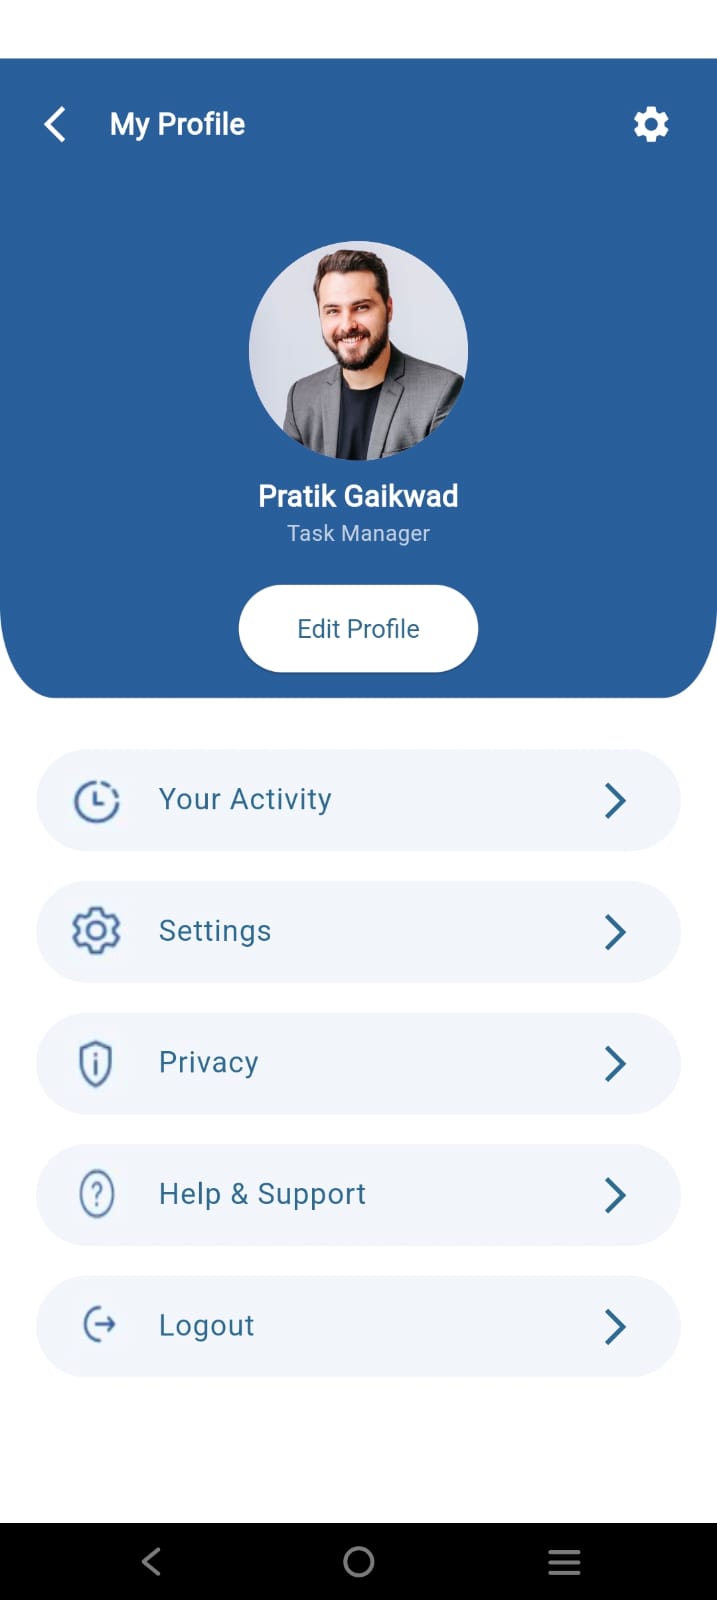 My Profile
Pratik Gaikwad
Task Manager
Edit Profile
Your Activity
Settings
Privacy
Help & Support
Logout